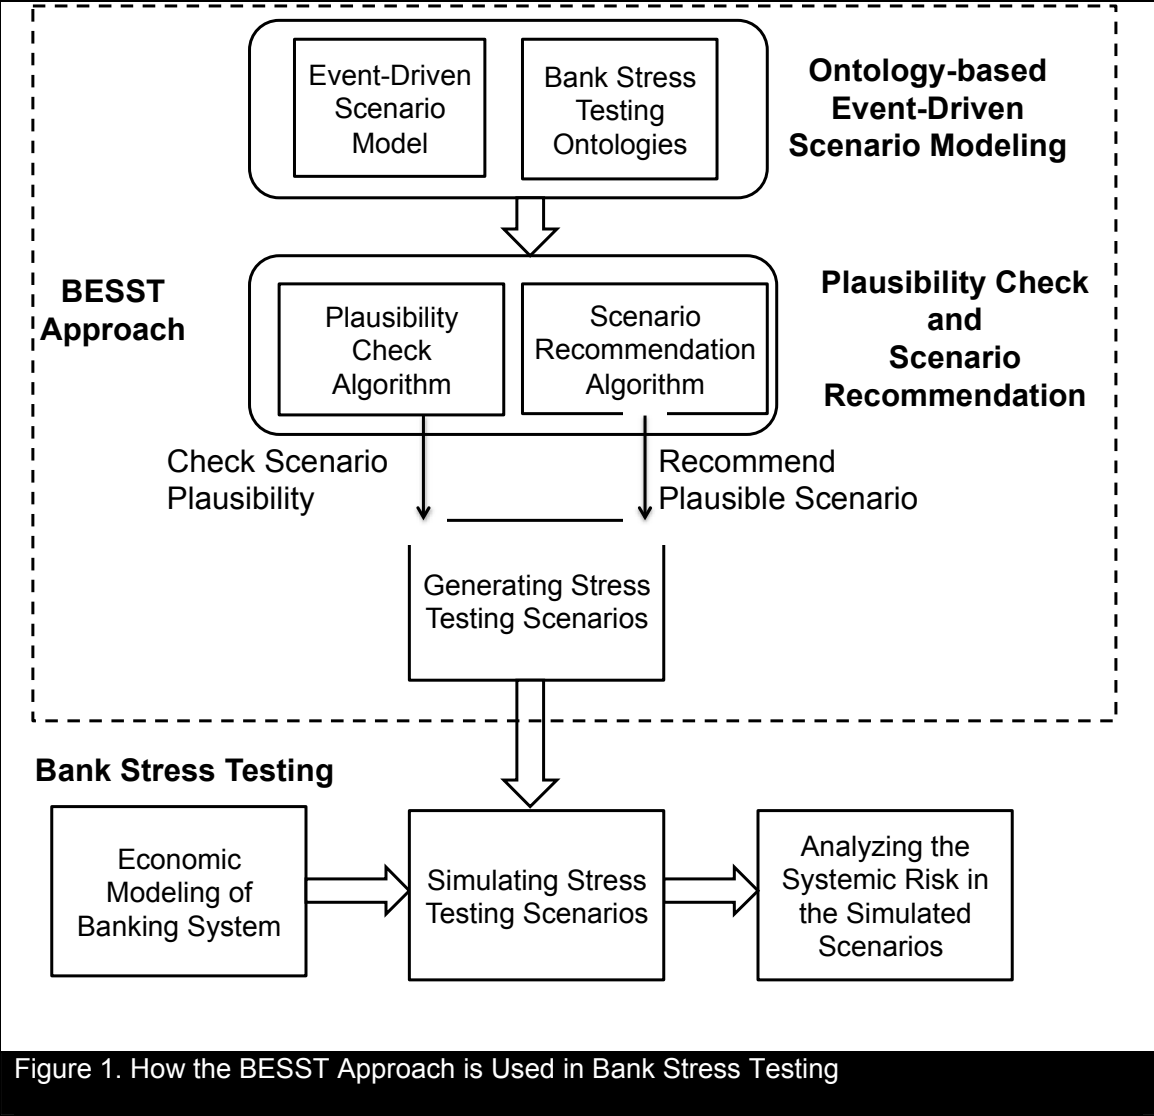 Event-Driven
Scenario
Model
Bank Stress
Testing
Ontologies
Ontology-based
Event-Driven
Scenario Modeling
BESST
Approach
Plausibility
Check
Algorithm
Scenario
Recommendation
Algorithm
Plausibility Check
and
Scenario
Recommendation
Check Scenario
Plausibility
Recommend
Plausible Scenario
Generating Stress
Testing Scenarios
Bank Stress Testing
Economic
Modeling of
Banking System
Simulating Stress
Testing Scenarios
Analyzing the
Systemic Risk in
the Simulated
Scenarios
Figure 1. How the BESST Approach is Used in Bank Stress Testing